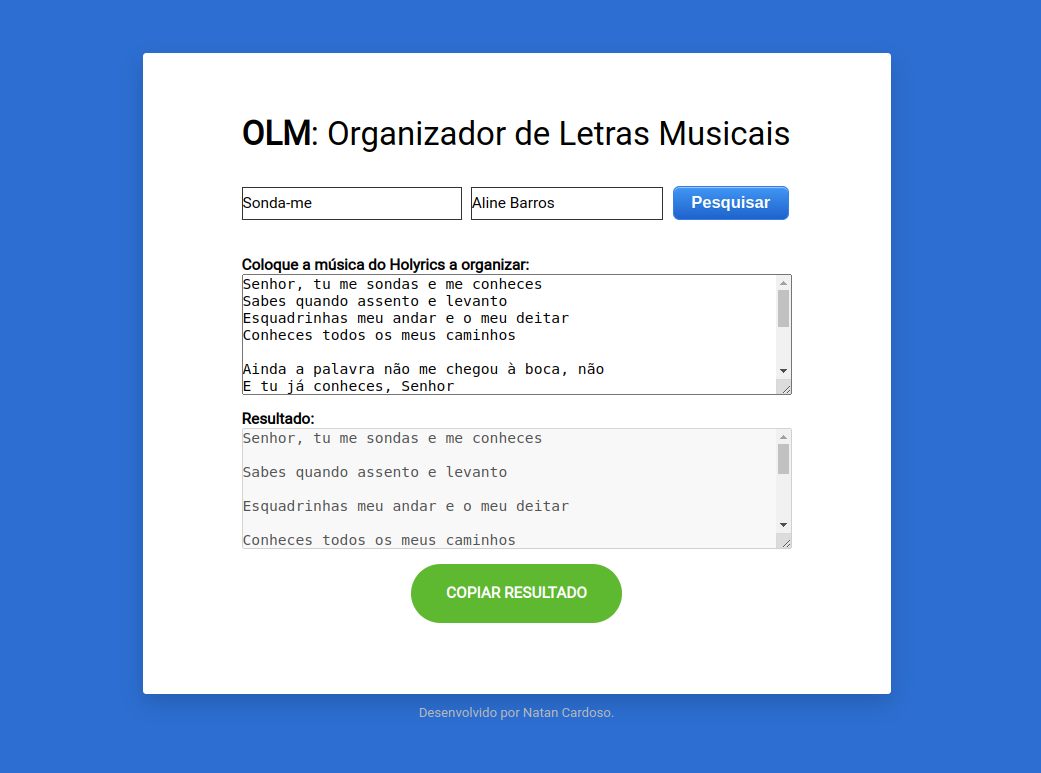 OLM: Organizador de Letras Musicais
Sonda-me Aline Barros Pesquisar
Coloque a música do Holyrics a organizar:
Senhor, tu me sondas e me conheces
Sabes quando assento e levanto
Esquadrinhas meu andar e o meu deitar
Conheces todos os meus caminhos
Ainda a palavra não me chegou à boca, não
E tu já conheces, Senhor
Resultado:
Senhor, tu me sondas e me conheces
Sabes quando assento e levanto
Esquadrinhas meu andar e o meu deitar
Conheces todos os meus caminhos
COPIAR RESULTADO
Desenvolvido por Natan Cardoso.